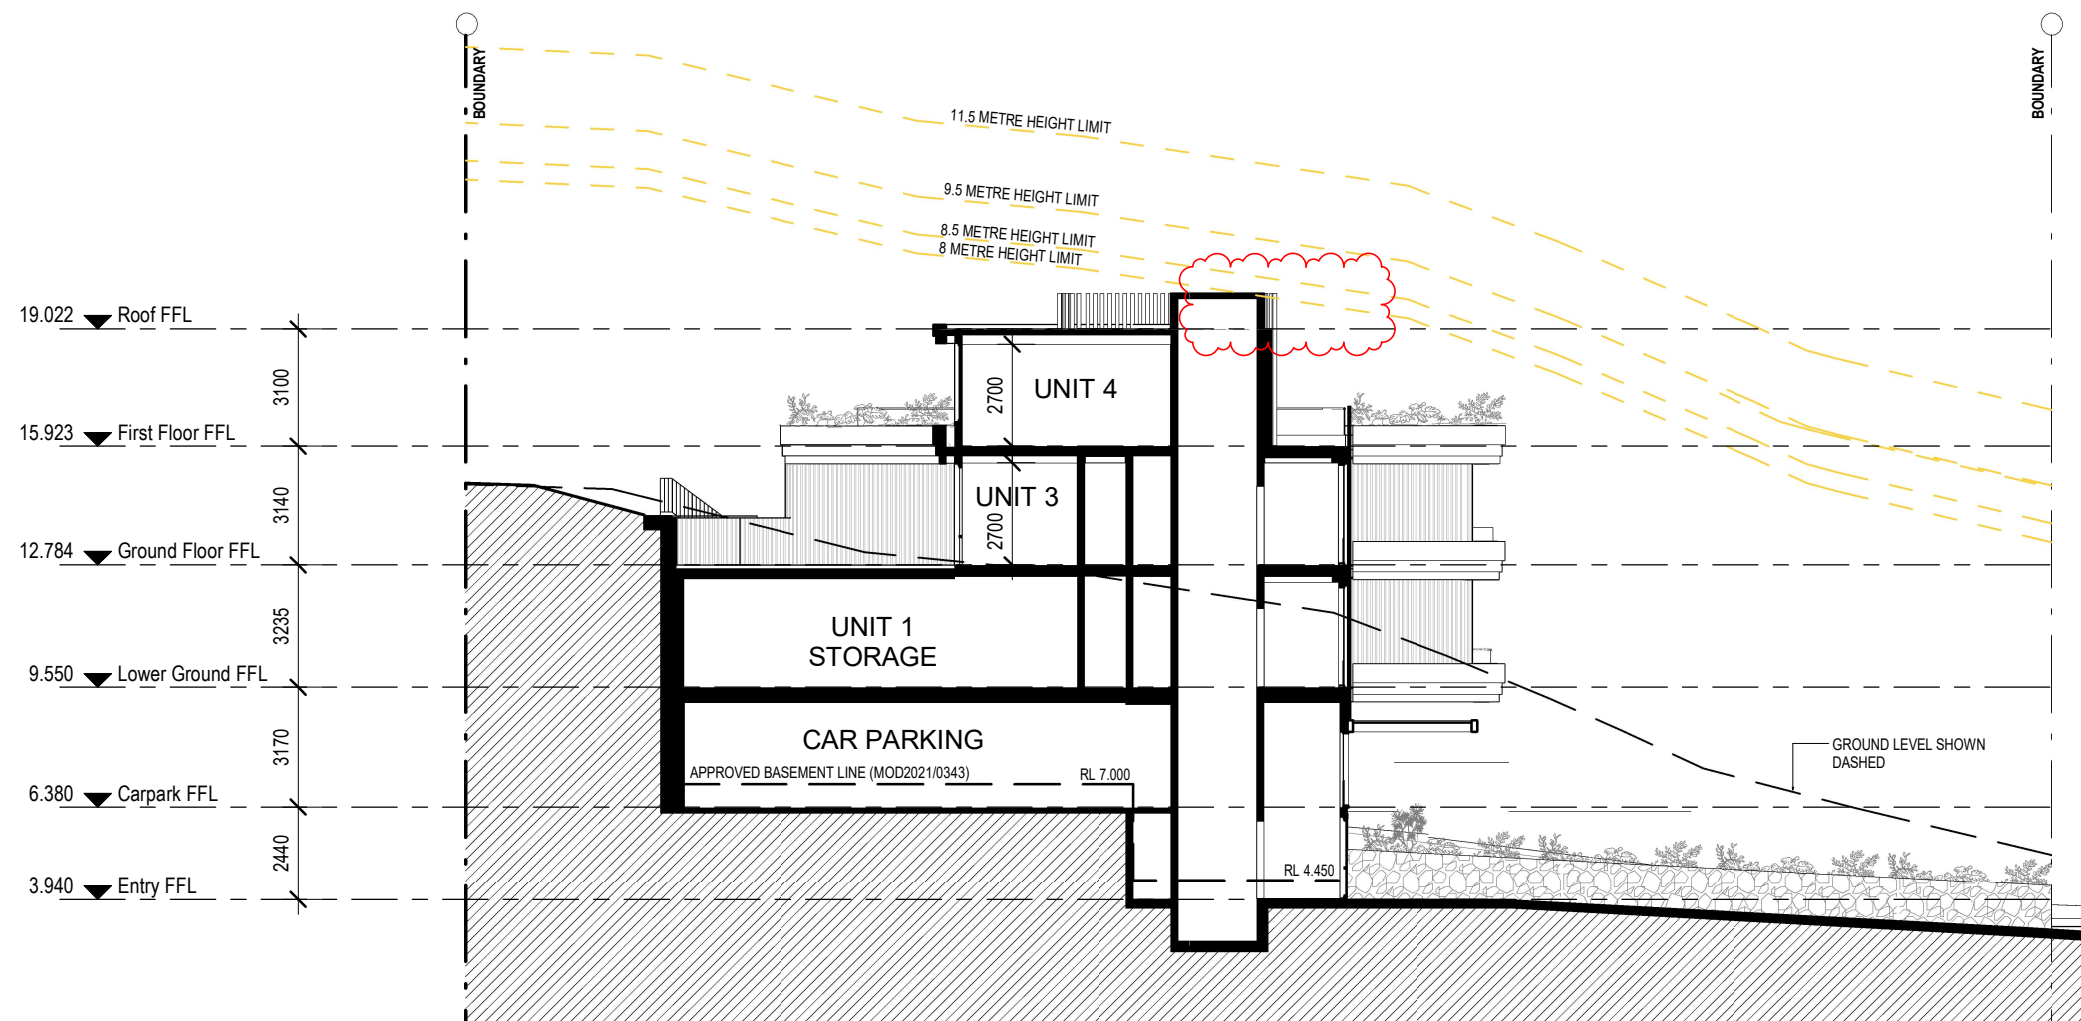 BOUNDARY
BOUNDARY
11.5 METRE HEIGHT LIMIT
9.5 METRE HEIGHT LIMIT
8.5 METRE HEIGHT LIMIT
8 METRE HEIGHT LIMIT
19.022 Roof FFL
3100
2700
UNIT 4
15.923 First Floor FFL
3140
2700
UNIT 3
12.784 Ground Floor FFL
3235
UNIT 1
STORAGE
9.550 Lower Ground FFL
3170
CAR PARKING
GROUND LEVEL SHOWN
DASHED
APPROVED BASEMENT LINE (MOD2021/0343)
RL 7.000
6.380 Carpark FFL
2440
RL 4.450
3.940 Entry FFL